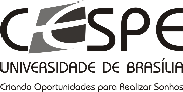 CESPE
UNIVERSIDADE DE BRASÍLIA
Criando Oportunidades para Realizar Sonhos